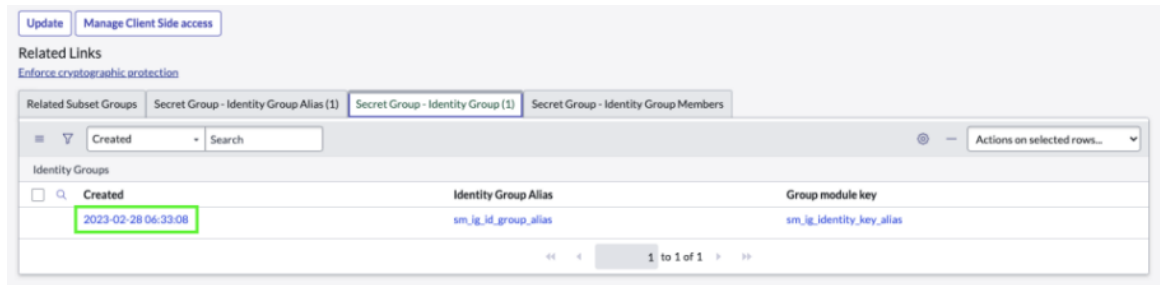 Update Manage Client Side access
Related Links
Enforce cryptographic protection
Related Subset Groups Secret Group - Identity Group Alias (1) Secret Group - Identity Group (1) Secret Group - Identity Group Members
Created Search Actions on selected rows...
Identity Groups
Created Identity Group Alias Group module key
2023-02-28 06:33:08 sm_ig_id_group_alias sm_ig_identity_key_alias
1 to 1 of 1